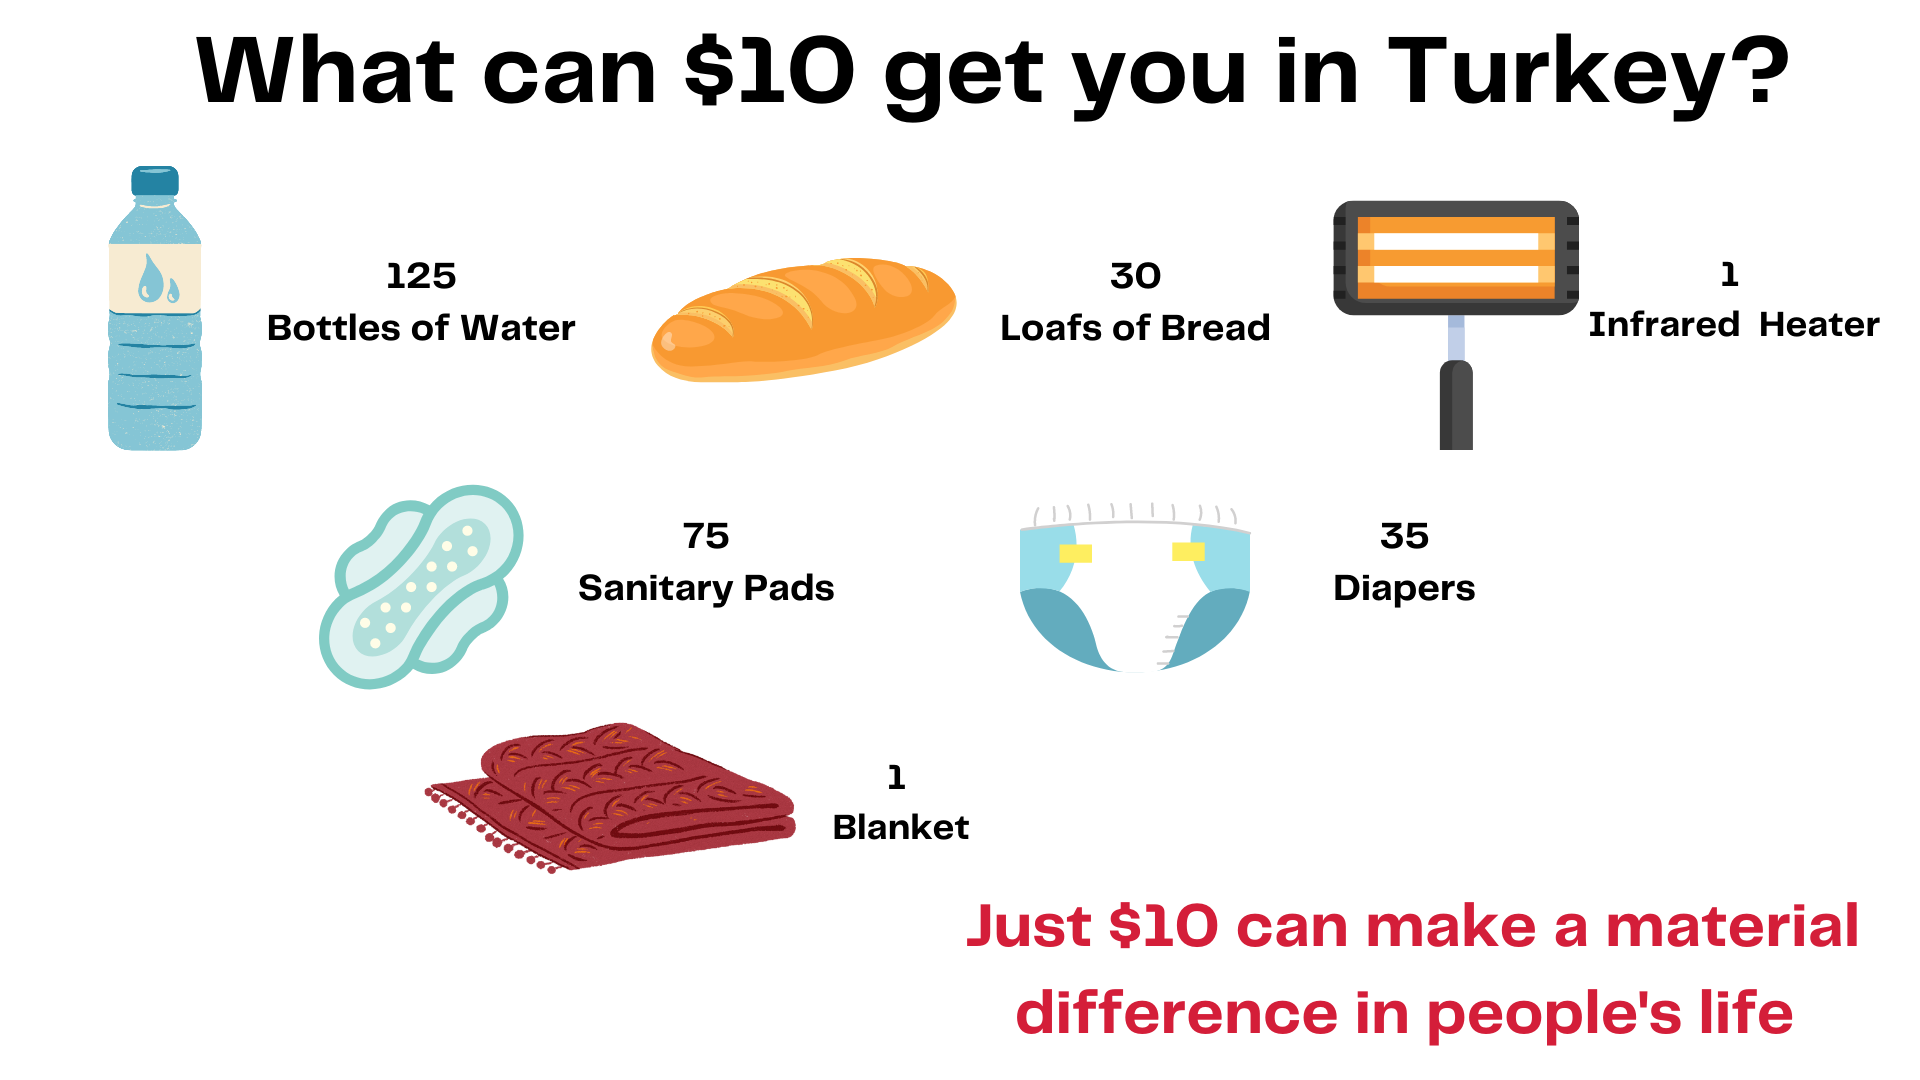 What can $10 get you in Turkey?
125
Bottles of Water
30
Loafs of Bread
1
Infrared Heater
75
Sanitary Pads
35
Diapers
1
Blanket
Just $10 can make a material
difference in people's life